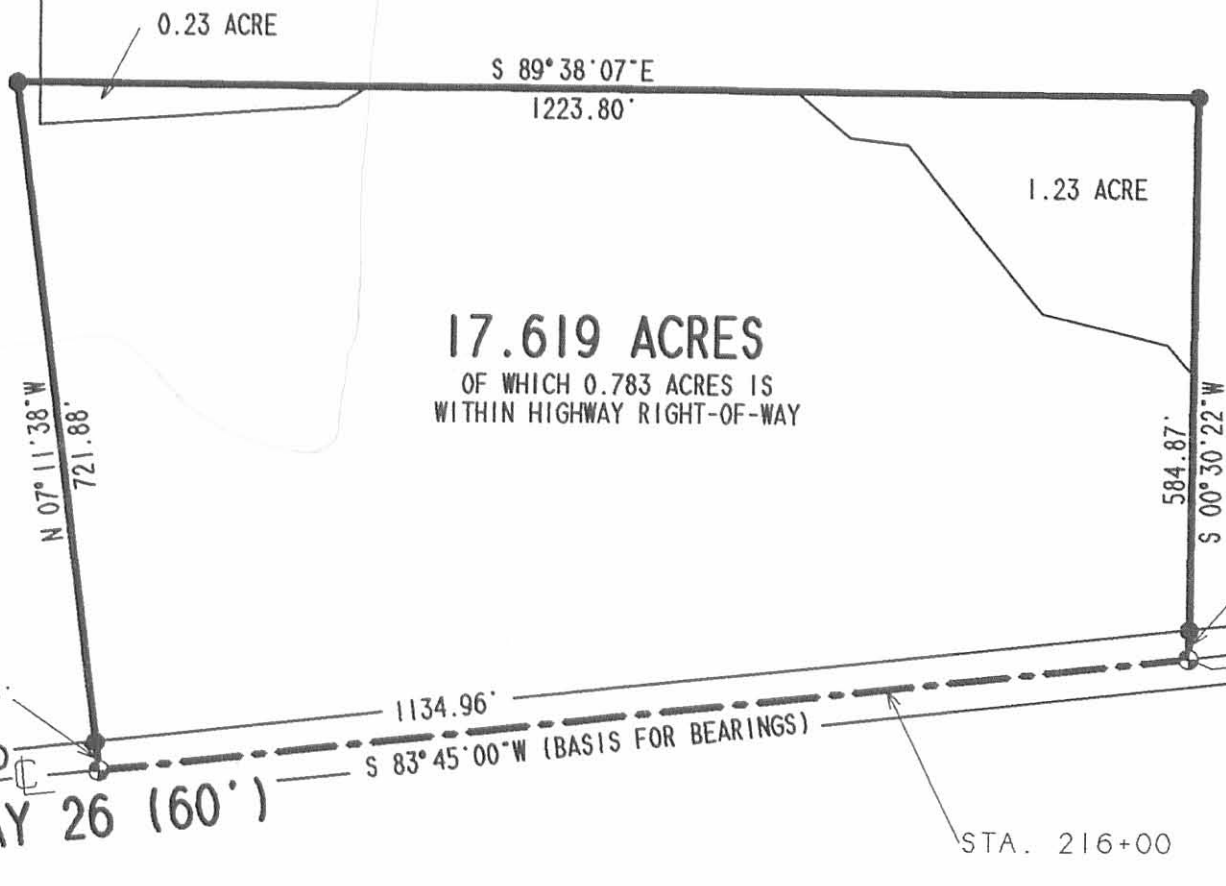 0.23 ACRE
S 89°38'07"E
1223.80'
1.23 ACRE
17.619 ACRES
OF WHICH 0.783 ACRES IS
WITHIN HIGHWAY RIGHT-OF-WAY
N 07°11'38"W
721.88'
584.87'
S 00°30'22"W
1134.96'
S 83°45'00"W (BASIS FOR BEARINGS)
℄
26 (60')
STA. 216+00